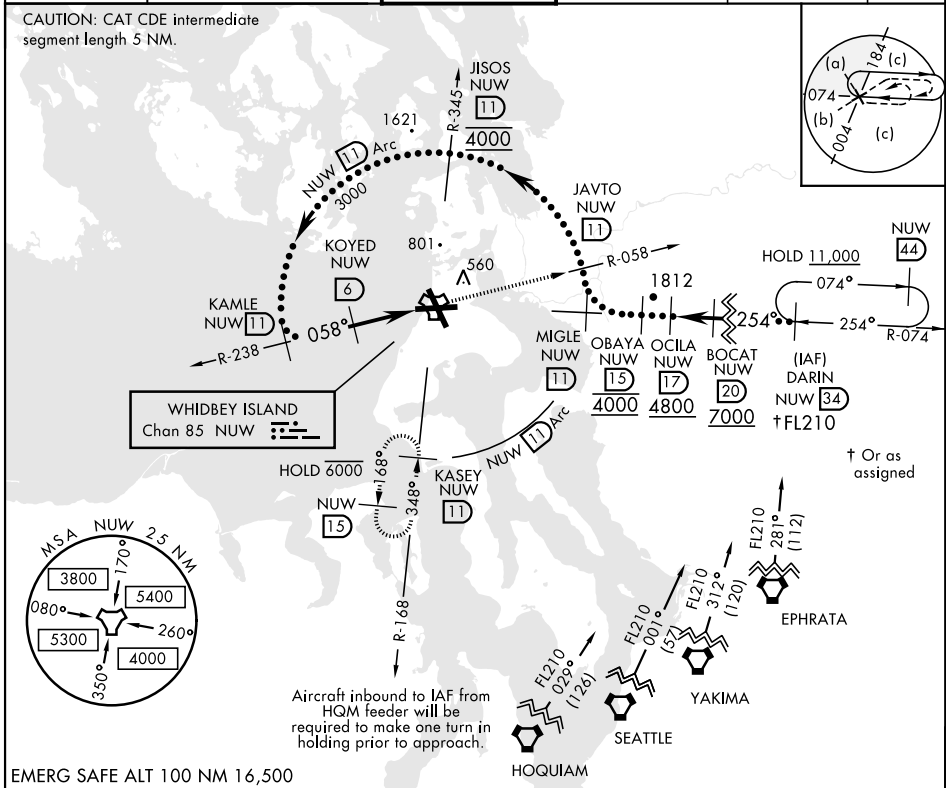 CAUTION: CAT CDE intermediate
segment length 5 NM.
(a)
184
(c)
074
(b)
004
(c)
JISOS
NUW
11
4000
R-345
1621
NUW 11 Arc
3000
JAVTO
NUW
11
801
560
R-058
KOYED
NUW
6
KAMLE
NUW 11
058°
R-238
1812
NUW
44
HOLD 11,000
074°
254°
254°
R-074
MIGLE
NUW
11
OBAYA
NUW
15
4000
OCILA
NUW
17
4800
BOCAT
NUW
20
7000
(IAF)
DARIN
NUW 34
†FL210
† Or as
assigned
WHIDBEY ISLAND
Chan 85 NUW
NUW 11 Arc
HOLD 6000
168°
348°
KASEY
NUW
11
NUW
15
R-168
MSA NUW 25 NM
170°
3800
5400
080°
260°
5300
4000
350°
FL210
281°
(112)
EPHRATA
FL210
312°
(120)
YAKIMA
FL210
001°
(57)
SEATTLE
FL210
029°
(126)
HOQUIAM
Aircraft inbound to IAF from
HQM feeder will be
required to make one turn in
holding prior to approach.
EMERG SAFE ALT 100 NM 16,500